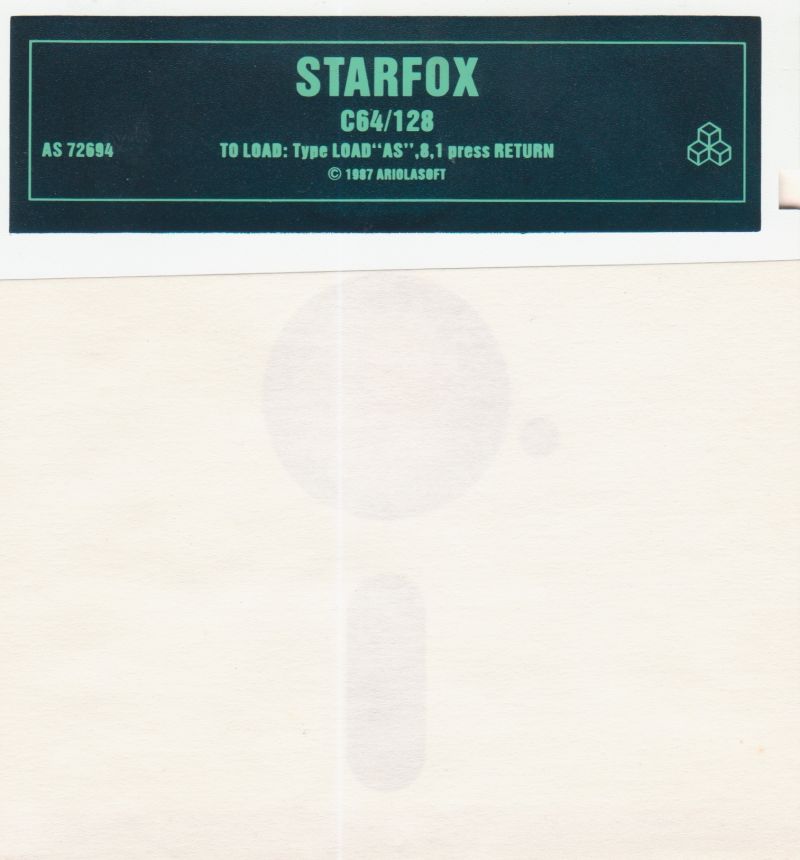 STARFOX
C64/128
AS 72694 TO LOAD: Type LOAD“AS”,8,1 press RETURN
© 1987 ARIOLASOFT